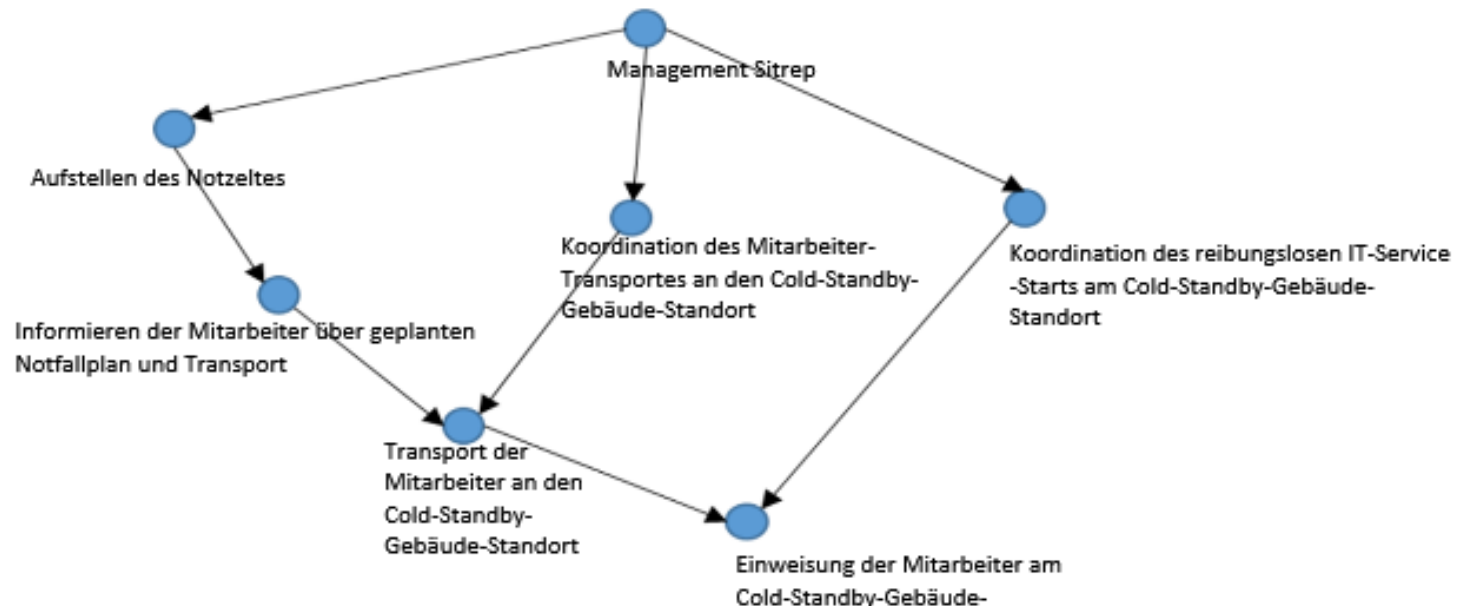 Management Sitrep
Aufstellen des Notzeltes
Koordination des Mitarbeiter-
Transportes an den Cold-Standby-
Gebäude-Standort
Koordination des reibungslosen IT-Service
-Starts am Cold-Standby-Gebäude-
Standort
Informieren der Mitarbeiter über geplanten
Notfallplan und Transport
Transport der
Mitarbeiter an den
Cold-Standby-
Gebäude-Standort
Einweisung der Mitarbeiter am
Cold-Standby-Gebäude-